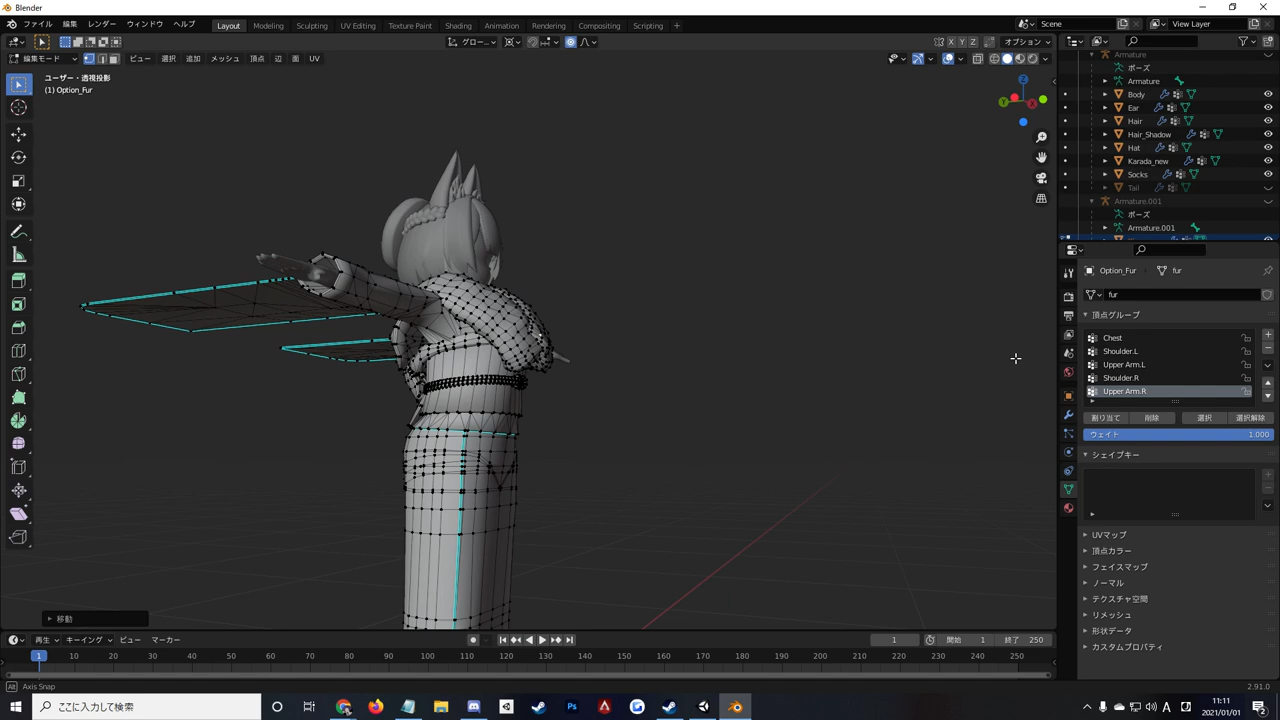 Blender
ファイル 編集 レンダー ウィンドウ ヘルプ
Layout Modeling Sculpting UV Editing Texture Paint Shading Animation Rendering Compositing Scripting +
Scene
View Layer
グロー...
X Y Z
オプション
編集モード
ビュー 選択 追加 メッシュ 頂点 辺 面 UV
ユーザー・透視投影
(1) Option_Fur
Z
Y
X
Armature
ポーズ
Armature
Body
Ear
Hair
Hair_Shadow
Hat
Karada_new
Socks
Tail
Armature.001
ポーズ
Armature.001
Option_Fur
fur
fur
頂点グループ
Chest
Shoulder.L
Upper Arm.L
Shoulder.R
Upper Arm.R
割り当て 削除 選択 選択解除
ウェイト 1.000
シェイプキー
UVマップ
頂点カラー
フェイスマップ
ノーマル
テクスチャ空間
リメッシュ
形状データ
カスタムプロパティ
移動
再生 キーイング ビュー マーカー
1
開始 1
終了 250
1 10 20 30 40 50 60 70 80 90 100 110 120 130 140 150 160 170 180 190 200 210 220 230 240 250
Alt Axis Snap
2.91.0
ここに入力して検索
Ps
A
11:11
2021/01/01
2